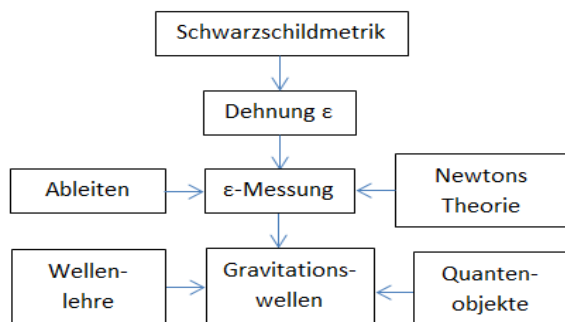 Schwarzschildmetrik
Dehnung ε
Ableiten
ε-Messung
Newtons
Theorie
Wellen-
lehre
Gravitations-
wellen
Quanten-
objekte